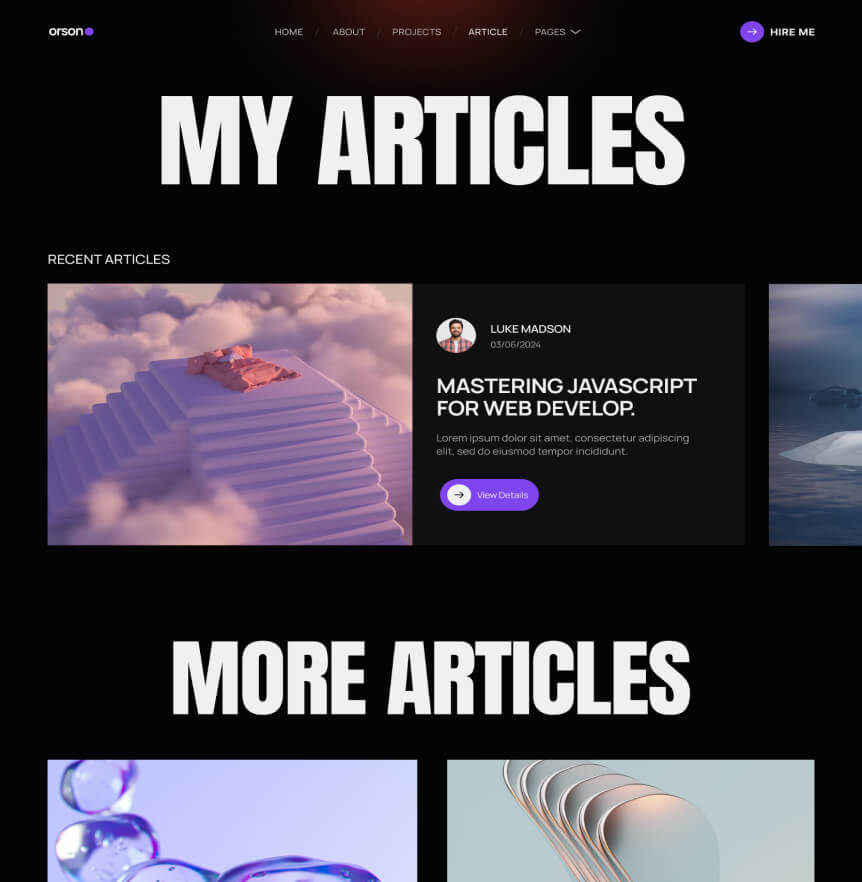 orson
HOME / ABOUT / PROJECTS / ARTICLE / PAGES
HIRE ME
MY ARTICLES
RECENT ARTICLES
LUKE MADSON
03/06/2024
MASTERING JAVASCRIPT
FOR WEB DEVELOP.
Lorem ipsum dolor sit amet, consectetur adipiscing
elit, sed do eiusmod tempor incididunt.
View Details
MORE ARTICLES